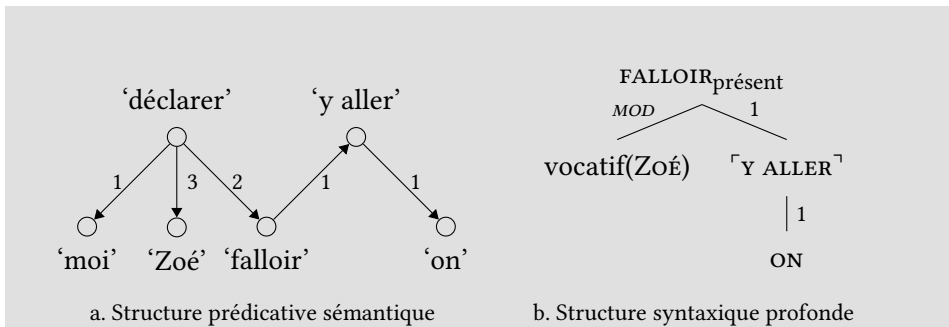 ‘déclarer’ ‘y aller’
1 3 2 1 1
‘moi’ ‘Zoé’ ‘falloir’ ‘on’
a. Structure prédicative sémantique
FALLOIRprésent
MOD 1
vocatif(ZOÉ) ⌜Y ALLER⌝
1
ON
b. Structure syntaxique profonde